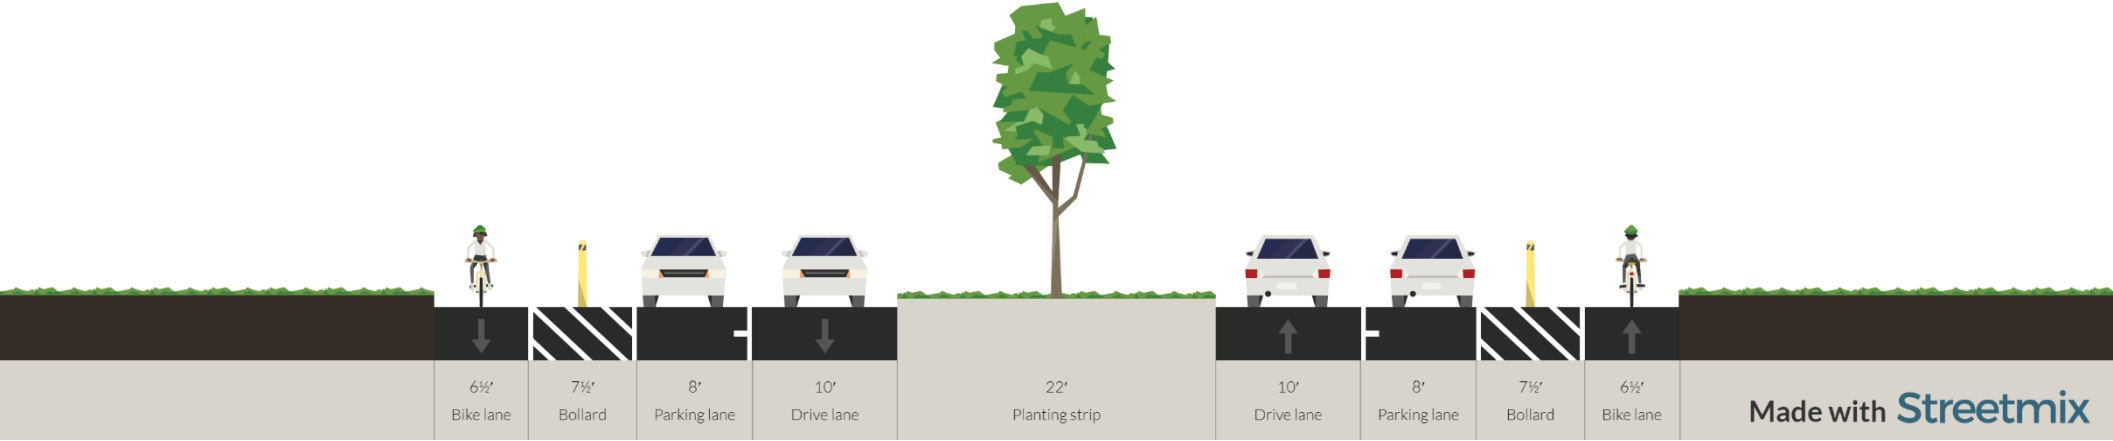 6½′
Bike lane
7½′
Bollard
8′
Parking lane
10′
Drive lane
22′
Planting strip
10′
Drive lane
8′
Parking lane
7½′
Bollard
6½′
Bike lane
Made with Streetmix